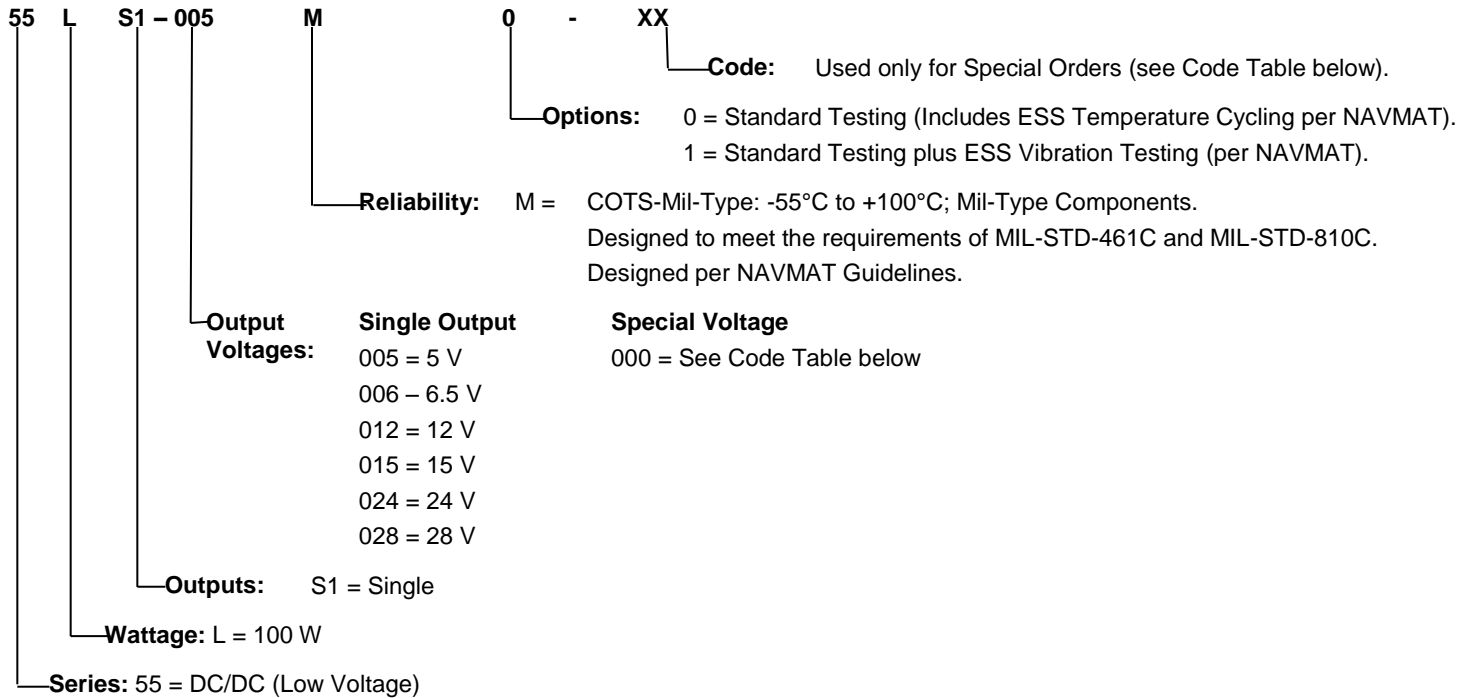 55 L S1 – 005 M 0 - XX
Code: Used only for Special Orders (see Code Table below).
Options: 0 = Standard Testing (Includes ESS Temperature Cycling per NAVMAT).
1 = Standard Testing plus ESS Vibration Testing (per NAVMAT).
Reliability: M = COTS-Mil-Type: -55°C to +100°C; Mil-Type Components.
Designed to meet the requirements of MIL-STD-461C and MIL-STD-810C.
Designed per NAVMAT Guidelines.
Output Single Output Special Voltage
Voltages: 005 = 5 V 000 = See Code Table below
006 – 6.5 V
012 = 12 V
015 = 15 V
024 = 24 V
028 = 28 V
Outputs: S1 = Single
Wattage: L = 100 W
Series: 55 = DC/DC (Low Voltage)